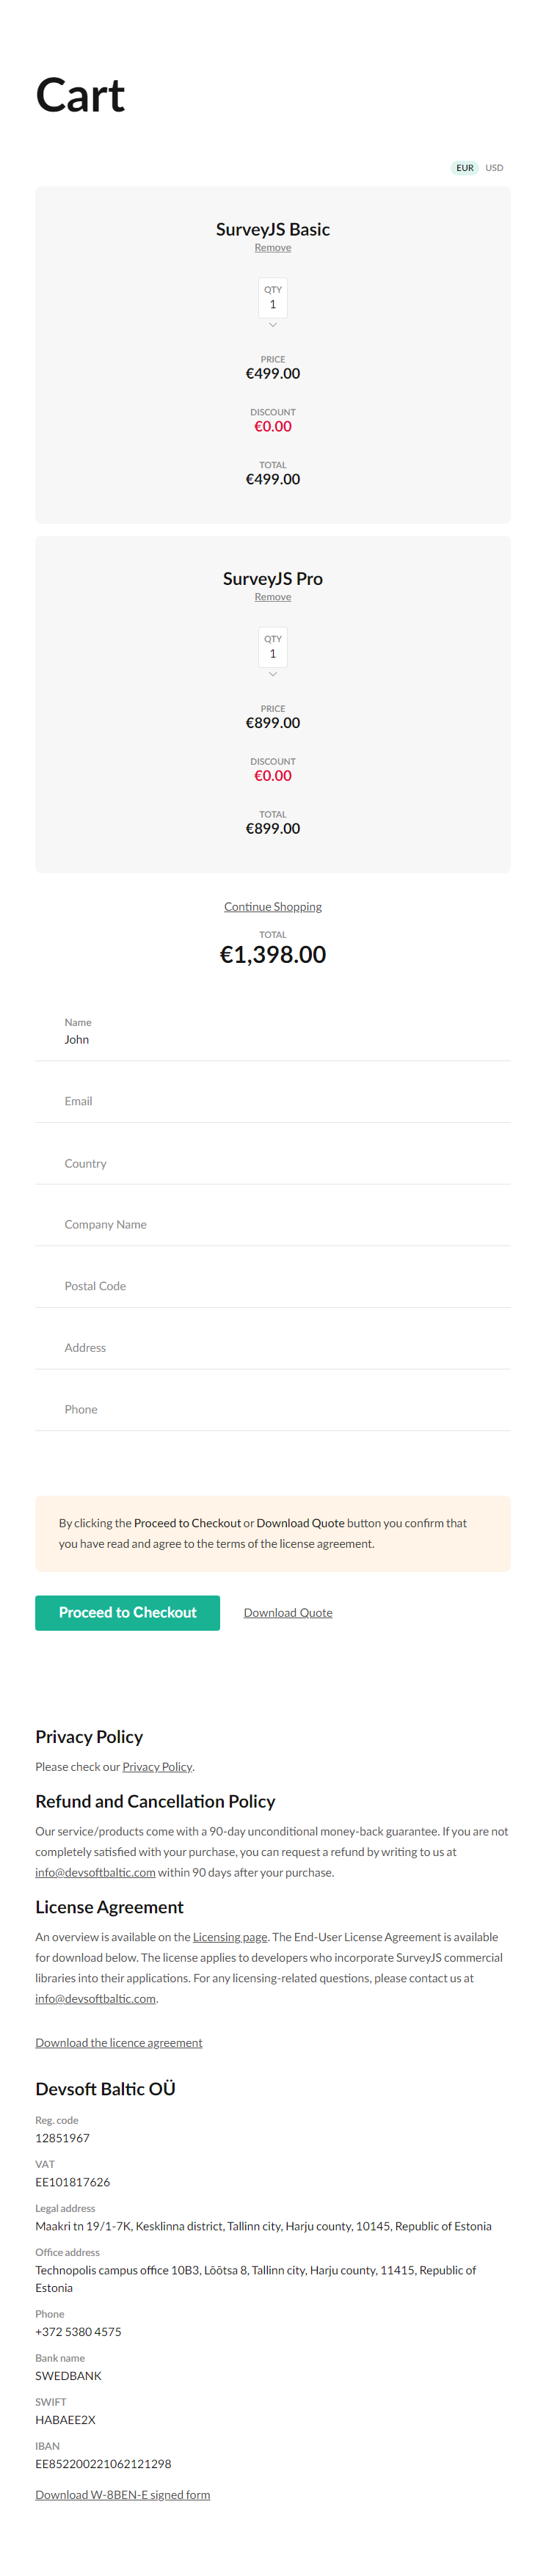 Cart
EUR USD
SurveyJS Basic
Remove
QTY
1
PRICE
€499.00
DISCOUNT
€0.00
TOTAL
€499.00
SurveyJS Pro
Remove
QTY
1
PRICE
€899.00
DISCOUNT
€0.00
TOTAL
€899.00
Continue Shopping
TOTAL
€1,398.00
Name
John
Email
Country
Company Name
Postal Code
Address
Phone
By clicking the Proceed to Checkout or Download Quote button you confirm that
you have read and agree to the terms of the license agreement.
Proceed to Checkout Download Quote
Privacy Policy
Please check our Privacy Policy.
Refund and Cancellation Policy
Our service/products come with a 90-day unconditional money-back guarantee. If you are not
completely satisfied with your purchase, you can request a refund by writing to us at
info@devsoftbaltic.com within 90 days after your purchase.
License Agreement
An overview is available on the Licensing page. The End-User License Agreement is available
for download below. The license applies to developers who incorporate SurveyJS commercial
libraries into their applications. For any licensing-related questions, please contact us at
info@devsoftbaltic.com.
Download the licence agreement
Devsoft Baltic OÜ
Reg. code
12851967
VAT
EE101817626
Legal address
Maakri tn 19/1-7K, Kesklinna district, Tallinn city, Harju county, 10145, Republic of Estonia
Office address
Technopolis campus office 10B3, Lõõtsa 8, Tallinn city, Harju county, 11415, Republic of
Estonia
Phone
+372 5380 4575
Bank name
SWEDBANK
SWIFT
HABAEE2X
IBAN
EE852200221062121298
Download W-8BEN-E signed form